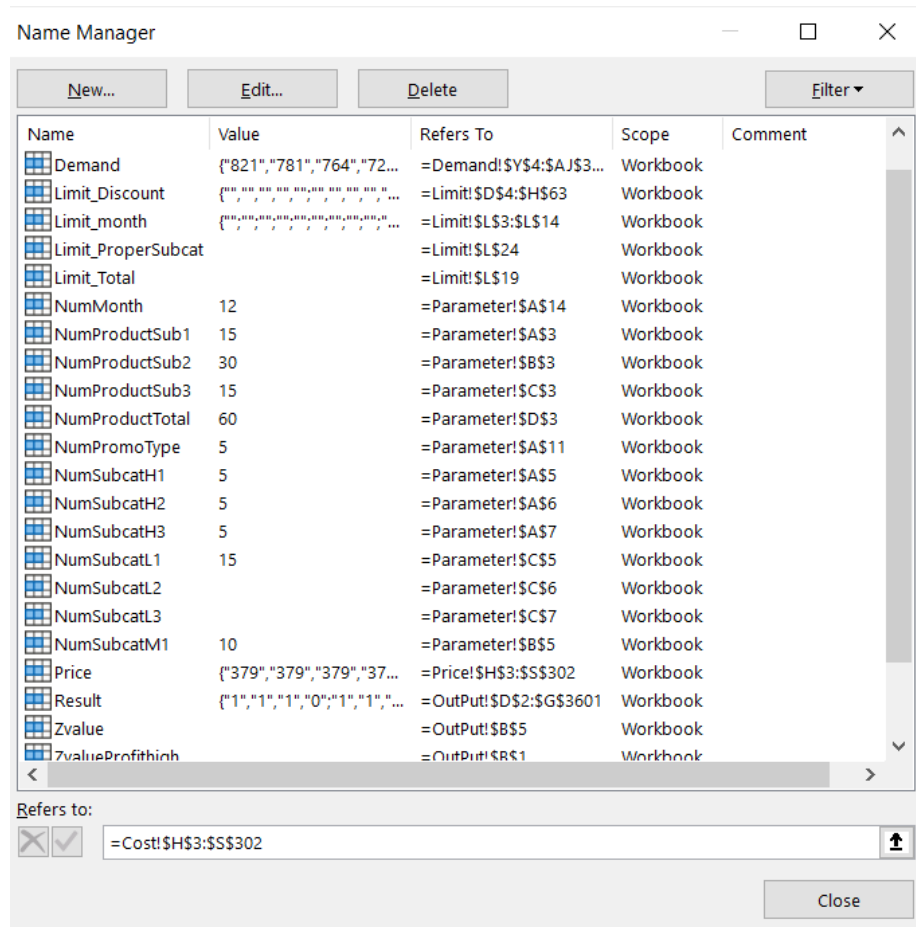 Name Manager
New... Edit... Delete Filter
Name Value Refers To Scope Comment
Demand {"821","781","764","72... =Demand!$Y$4:$AJ$3... Workbook
Limit_Discount {"","","","","";"","","","","... =Limit!$D$4:$H$63 Workbook
Limit_month {"";"";"";"";"";"";"";"";"";"... =Limit!$L$3:$L$14 Workbook
Limit_ProperSubcat =Limit!$L$24 Workbook
Limit_Total =Limit!$L$19 Workbook
NumMonth 12 =Parameter!$A$14 Workbook
NumProductSub1 15 =Parameter!$A$3 Workbook
NumProductSub2 30 =Parameter!$B$3 Workbook
NumProductSub3 15 =Parameter!$C$3 Workbook
NumProductTotal 60 =Parameter!$D$3 Workbook
NumPromoType 5 =Parameter!$A$11 Workbook
NumSubcatH1 5 =Parameter!$A$5 Workbook
NumSubcatH2 5 =Parameter!$A$6 Workbook
NumSubcatH3 5 =Parameter!$A$7 Workbook
NumSubcatL1 15 =Parameter!$C$5 Workbook
NumSubcatL2 =Parameter!$C$6 Workbook
NumSubcatL3 =Parameter!$C$7 Workbook
NumSubcatM1 10 =Parameter!$B$5 Workbook
Price {"379","379","379","37... =Price!$H$3:$S$302 Workbook
Result {"1","1","1","0";"1","1","... =OutPut!$D$2:$G$3601 Workbook
Zvalue =OutPut!$B$5 Workbook
ZvalueProfithigh =OutPut!$B$1 Workbook
Refers to:
=Cost!$H$3:$S$302
Close